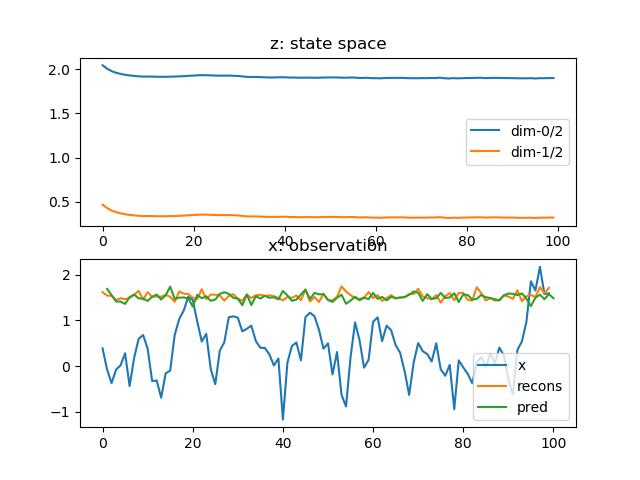 z: state space
2.0
1.5
1.0
0.5
dim-0/2
dim-1/2
0 20 40 60 80 100
x: observation
2
1
0
−1
x
recons
pred
0 20 40 60 80 100